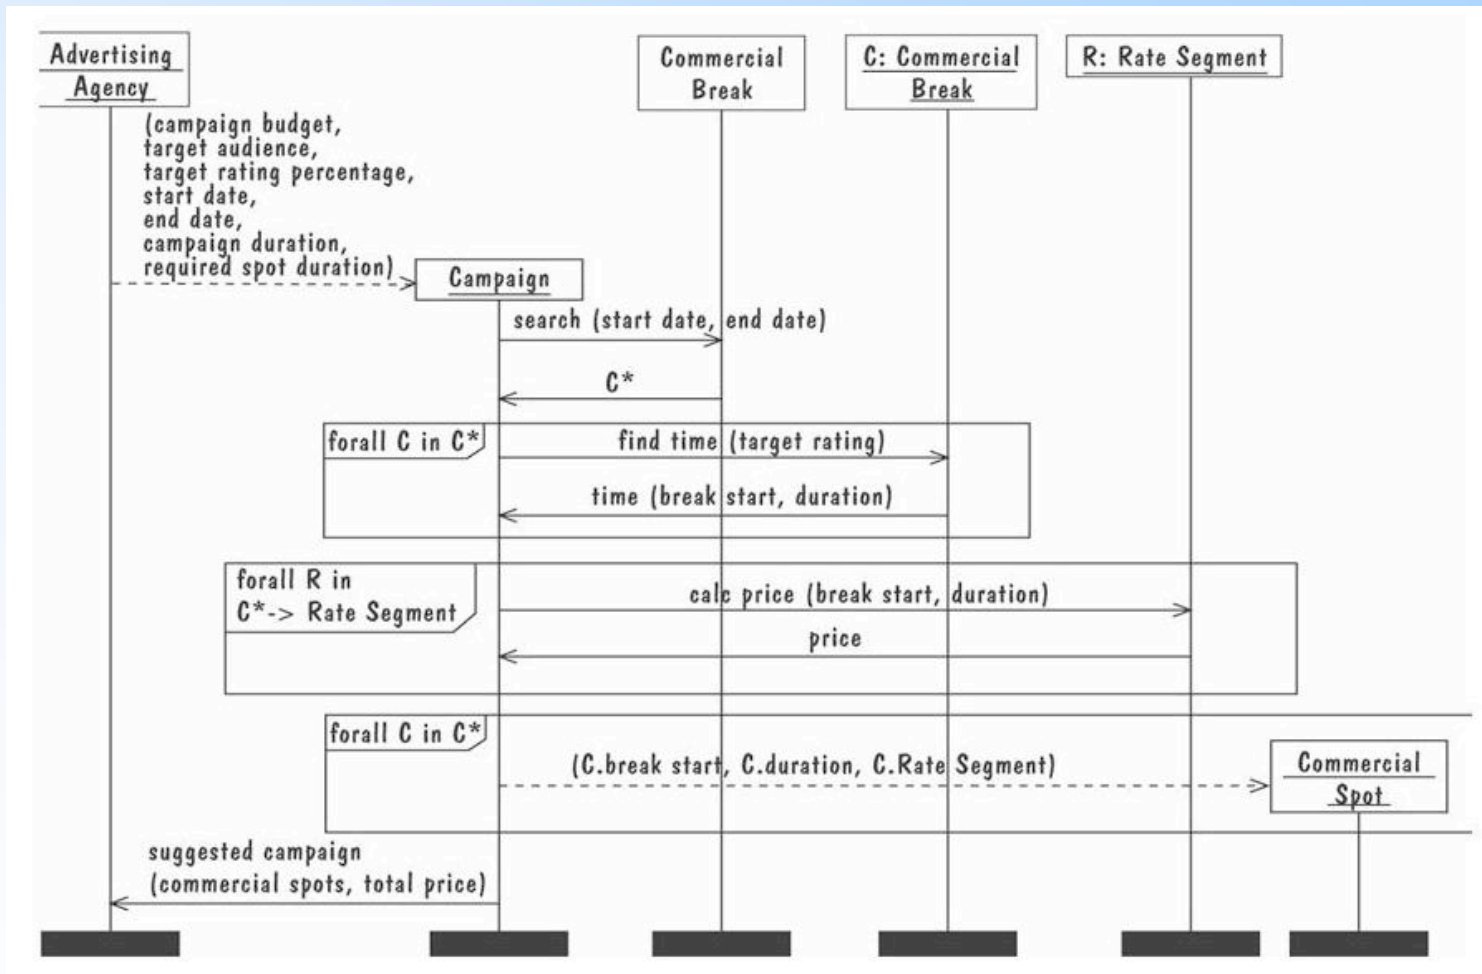 Advertising
Agency
Commercial
Break
C: Commercial
Break
R: Rate Segment
(campaign budget,
target audience,
target rating percentage,
start date,
end date,
campaign duration,
required spot duration)
Campaign
search (start date, end date)
C*
forall C in C*
find time (target rating)
time (break start, duration)
forall R in
C*-> Rate Segment
calc price (break start, duration)
price
forall C in C*
(C.break start, C.duration, C.Rate Segment)
Commercial
Spot
suggested campaign
(commercial spots, total price)